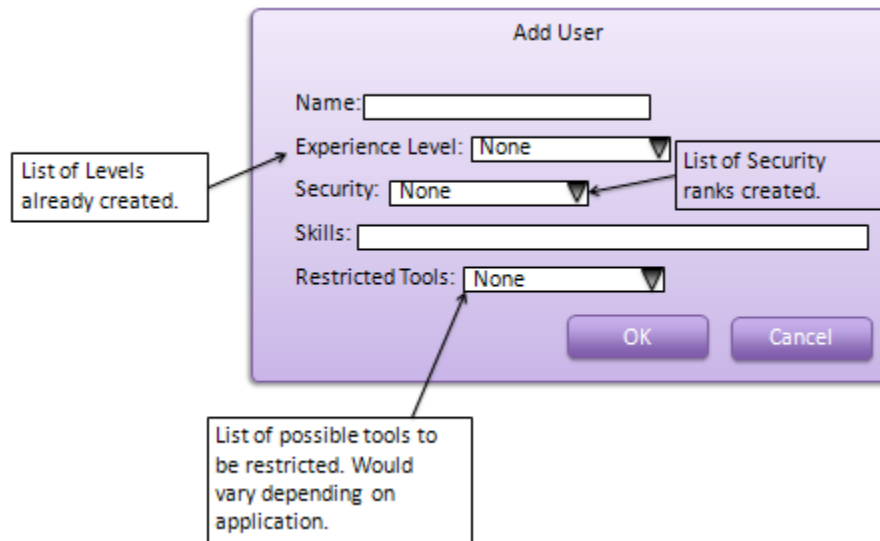 Add User
Name:
Experience Level: None
List of Levels
already created.
List of Security
ranks created.
Security: None
Skills:
Restricted Tools: None
OK
Cancel
List of possible tools to
be restricted. Would
vary depending on
application.